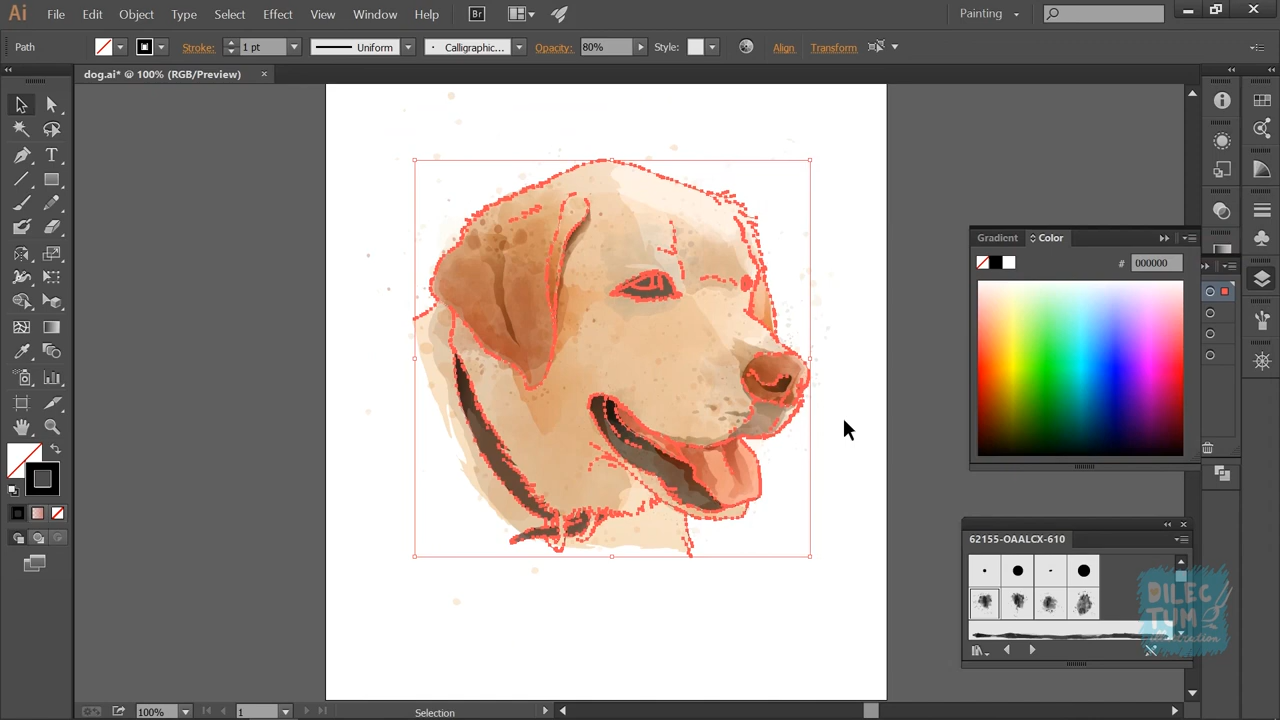 Ai File Edit Object Type Select Effect View Window Help Br Painting
Path Stroke: 1 pt Uniform Calligraphic... Opacity: 80% Style: Align Transform
dog.ai* @ 100% (RGB/Preview)
Gradient Color
# 000000
62155-OAALCX-610
DILEC
TUM
100% 1 Selection